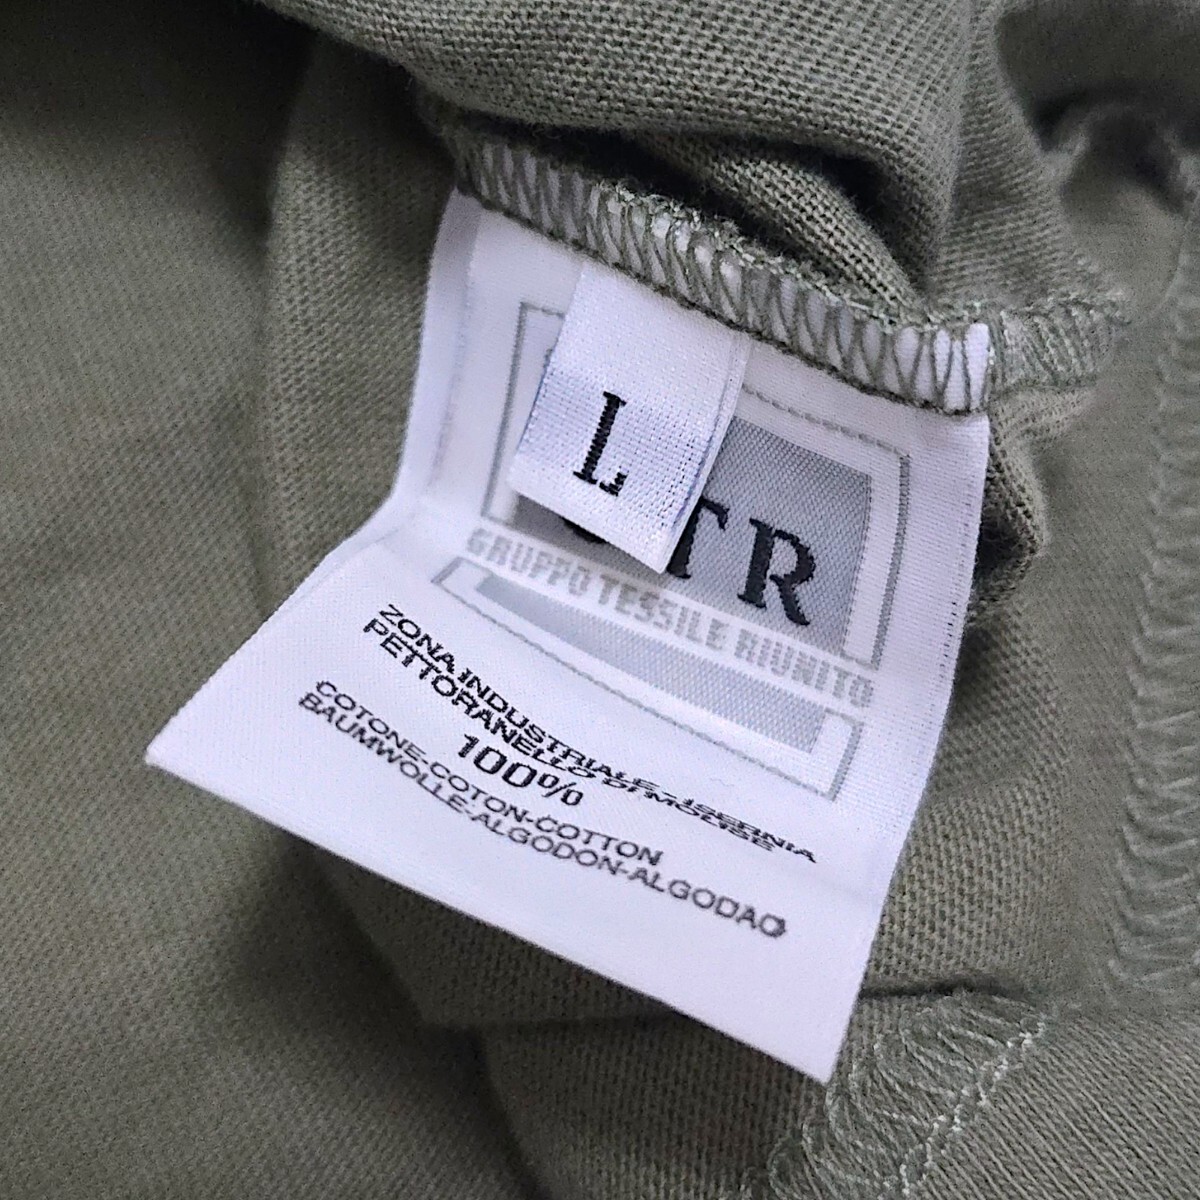 L
TR
GRUPPO TESSILE RIUNITO
ZONA INDUSTRIALE - ISERNIA
PETTORANELLO DI MOLISE
100%
COTONE-COTON-COTTON
BAUMWOLLE-ALGODON-ALGODAO